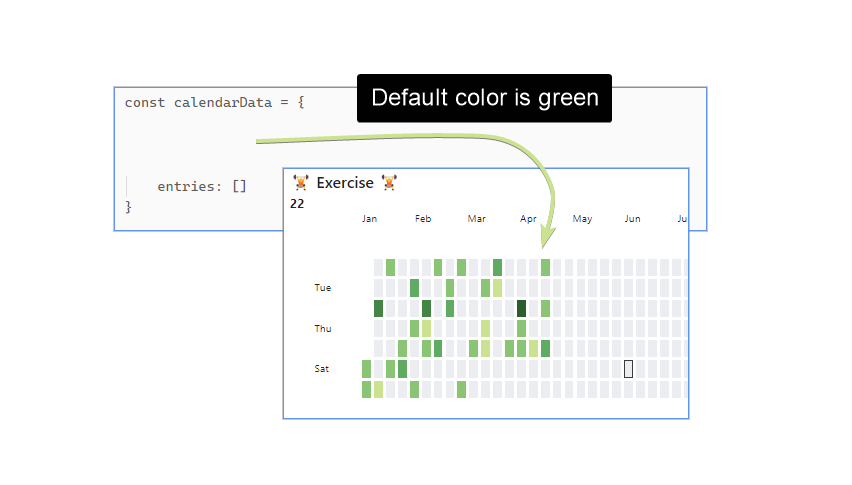 Default color is green
const calendarData = {
entries: []
}
🏋 Exercise 🏋
22
Jan Feb Mar Apr May Jun Ju
Tue
Thu
Sat